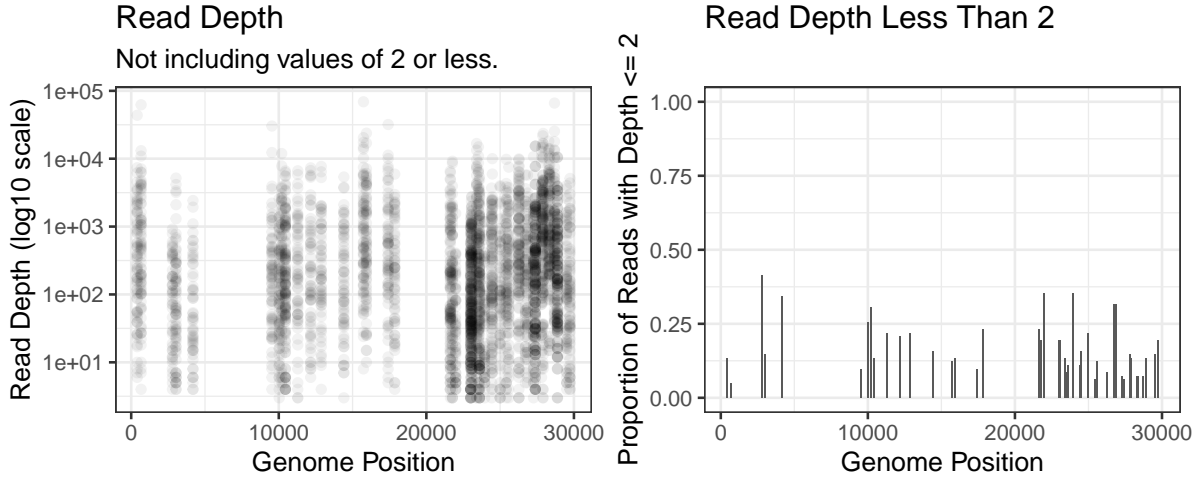 Read Depth
Not including values of 2 or less.
Read Depth (log10 scale)
1e+05
1e+04
1e+03
1e+02
1e+01
0
10000
20000
30000
Genome Position
Read Depth Less Than 2
Proportion of Reads with Depth <= 2
1.00
0.75
0.50
0.25
0.00
0
10000
20000
30000
Genome Position